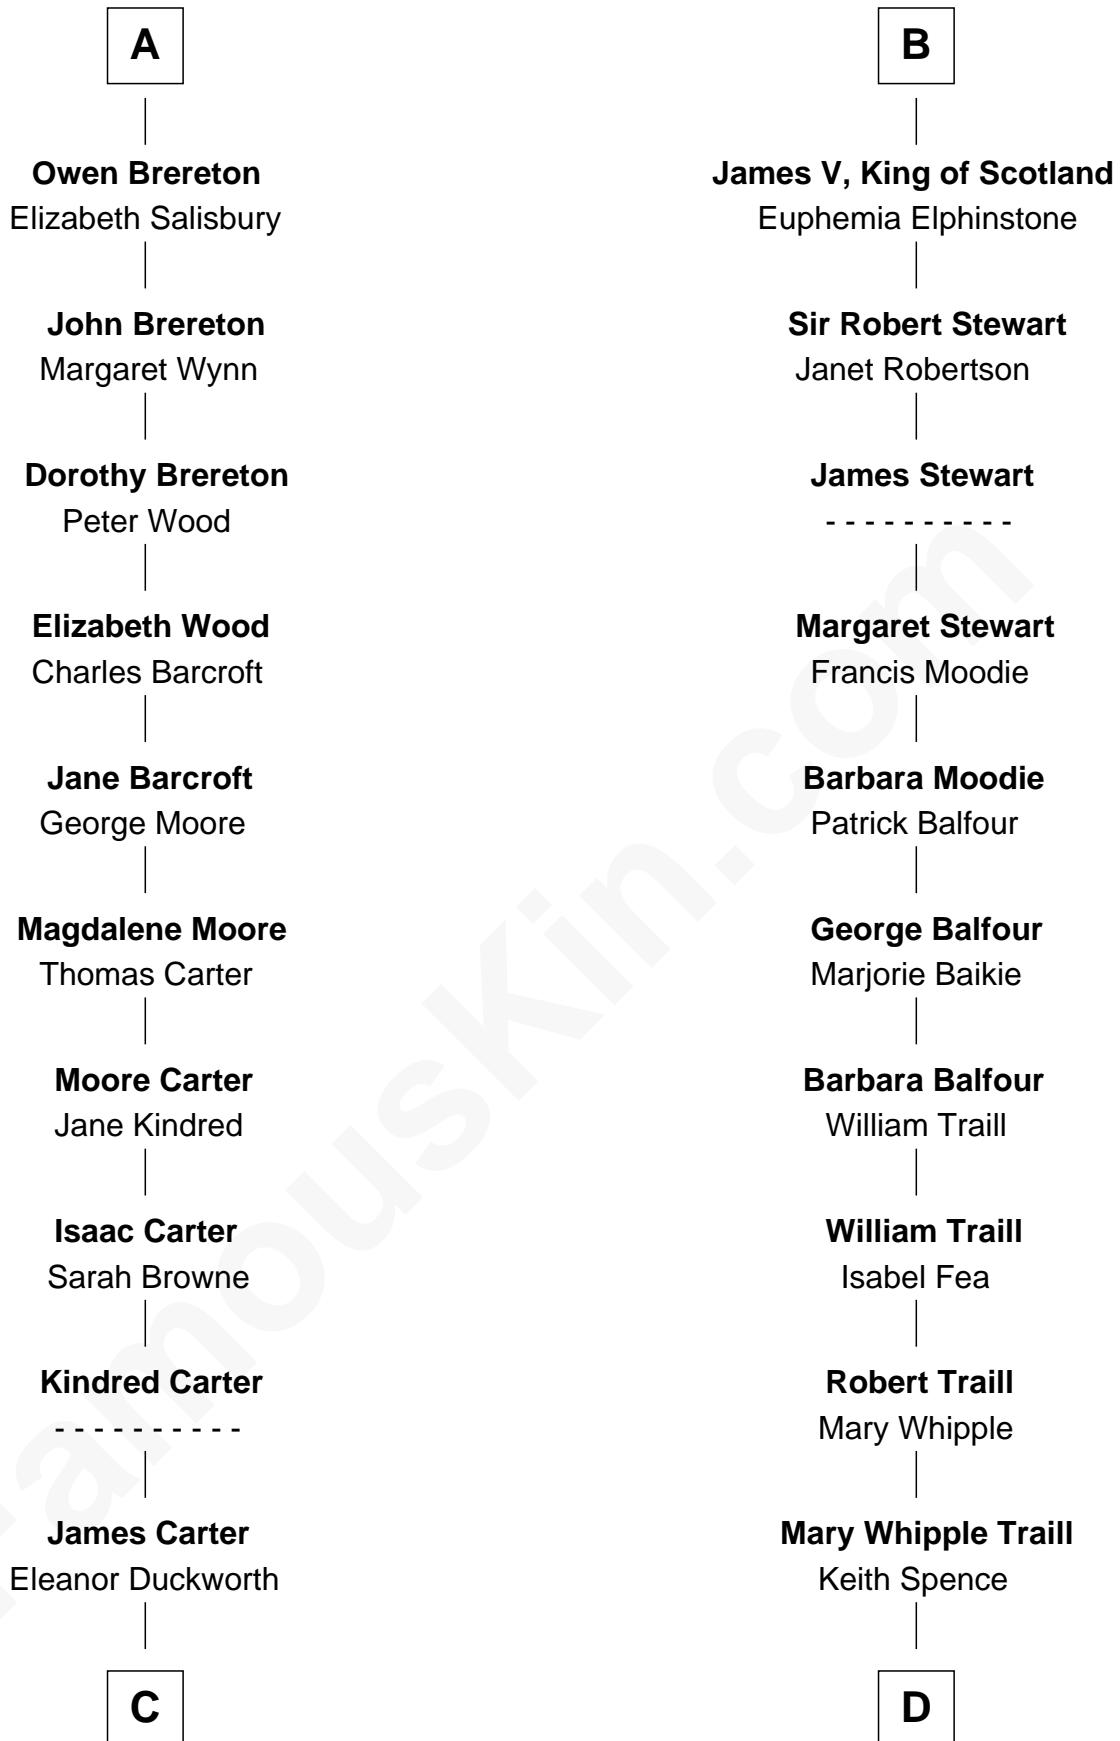 A
Owen Brereton
Elizabeth Salisbury
John Brereton
Margaret Wynn
Dorothy Brereton
Peter Wood
Elizabeth Wood
Charles Barcroft
Jane Barcroft
George Moore
Magdalene Moore
Thomas Carter
Moore Carter
Jane Kindred
Isaac Carter
Sarah Browne
Kindred Carter
- - - - - - - - - -
James Carter
Eleanor Duckworth
C
B
James V, King of Scotland
Euphemia Elphinstone
Sir Robert Stewart
Janet Robertson
James Stewart
- - - - - - - - - -
Margaret Stewart
Francis Moodie
Barbara Moodie
Patrick Balfour
George Balfour
Marjorie Baikie
Barbara Balfour
William Traill
William Traill
Isabel Fea
Robert Traill
Mary Whipple
Mary Whipple Traill
Keith Spence
D
FamousKin.com